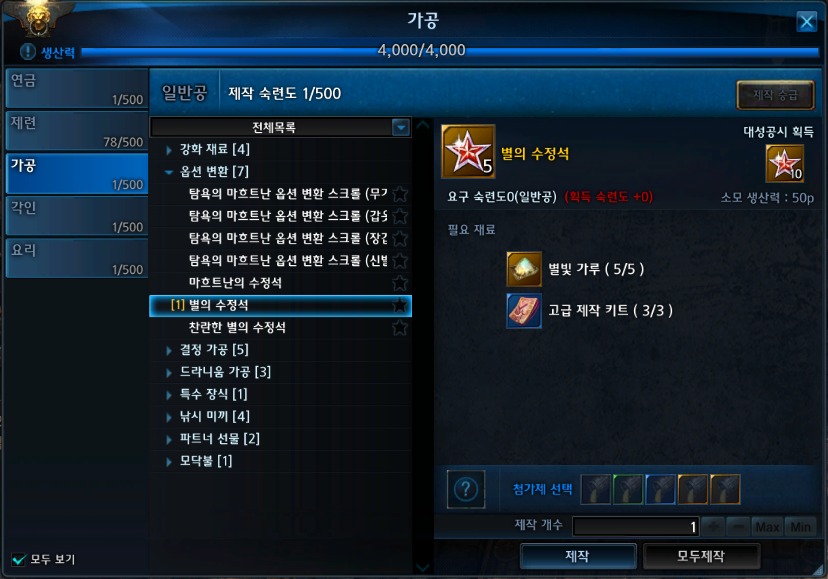 가공
생산력
4,000/4,000
연금
1/500
제련
78/500
가공
1/500
각인
1/500
요리
1/500
모두 보기
일반공 제작 숙련도 1/500
제작 승급
전체목록
강화 재료 [4]
옵션 변환 [7]
탐욕의 마흐트난 옵션 변환 스크롤 (무기
탐욕의 마흐트난 옵션 변환 스크롤 (갑옷
탐욕의 마흐트난 옵션 변환 스크롤 (장갑
탐욕의 마흐트난 옵션 변환 스크롤 (신발
마흐트난의 수정석
[1] 별의 수정석
찬란한 별의 수정석
결정 가공 [5]
드라니움 가공 [3]
특수 장식 [1]
낚시 미끼 [4]
파트너 선물 [2]
모닥불 [1]
5
별의 수정석
대성공시 획득
10
요구 숙련도0(일반공) (획득 숙련도 +0)
소모 생산력 : 50p
필요 재료
별빛 가루 ( 5/5 )
고급 제작 키트 ( 3/3 )
?
첨가제 선택
제작 개수
1
+
-
Max
Min
제작
모두제작